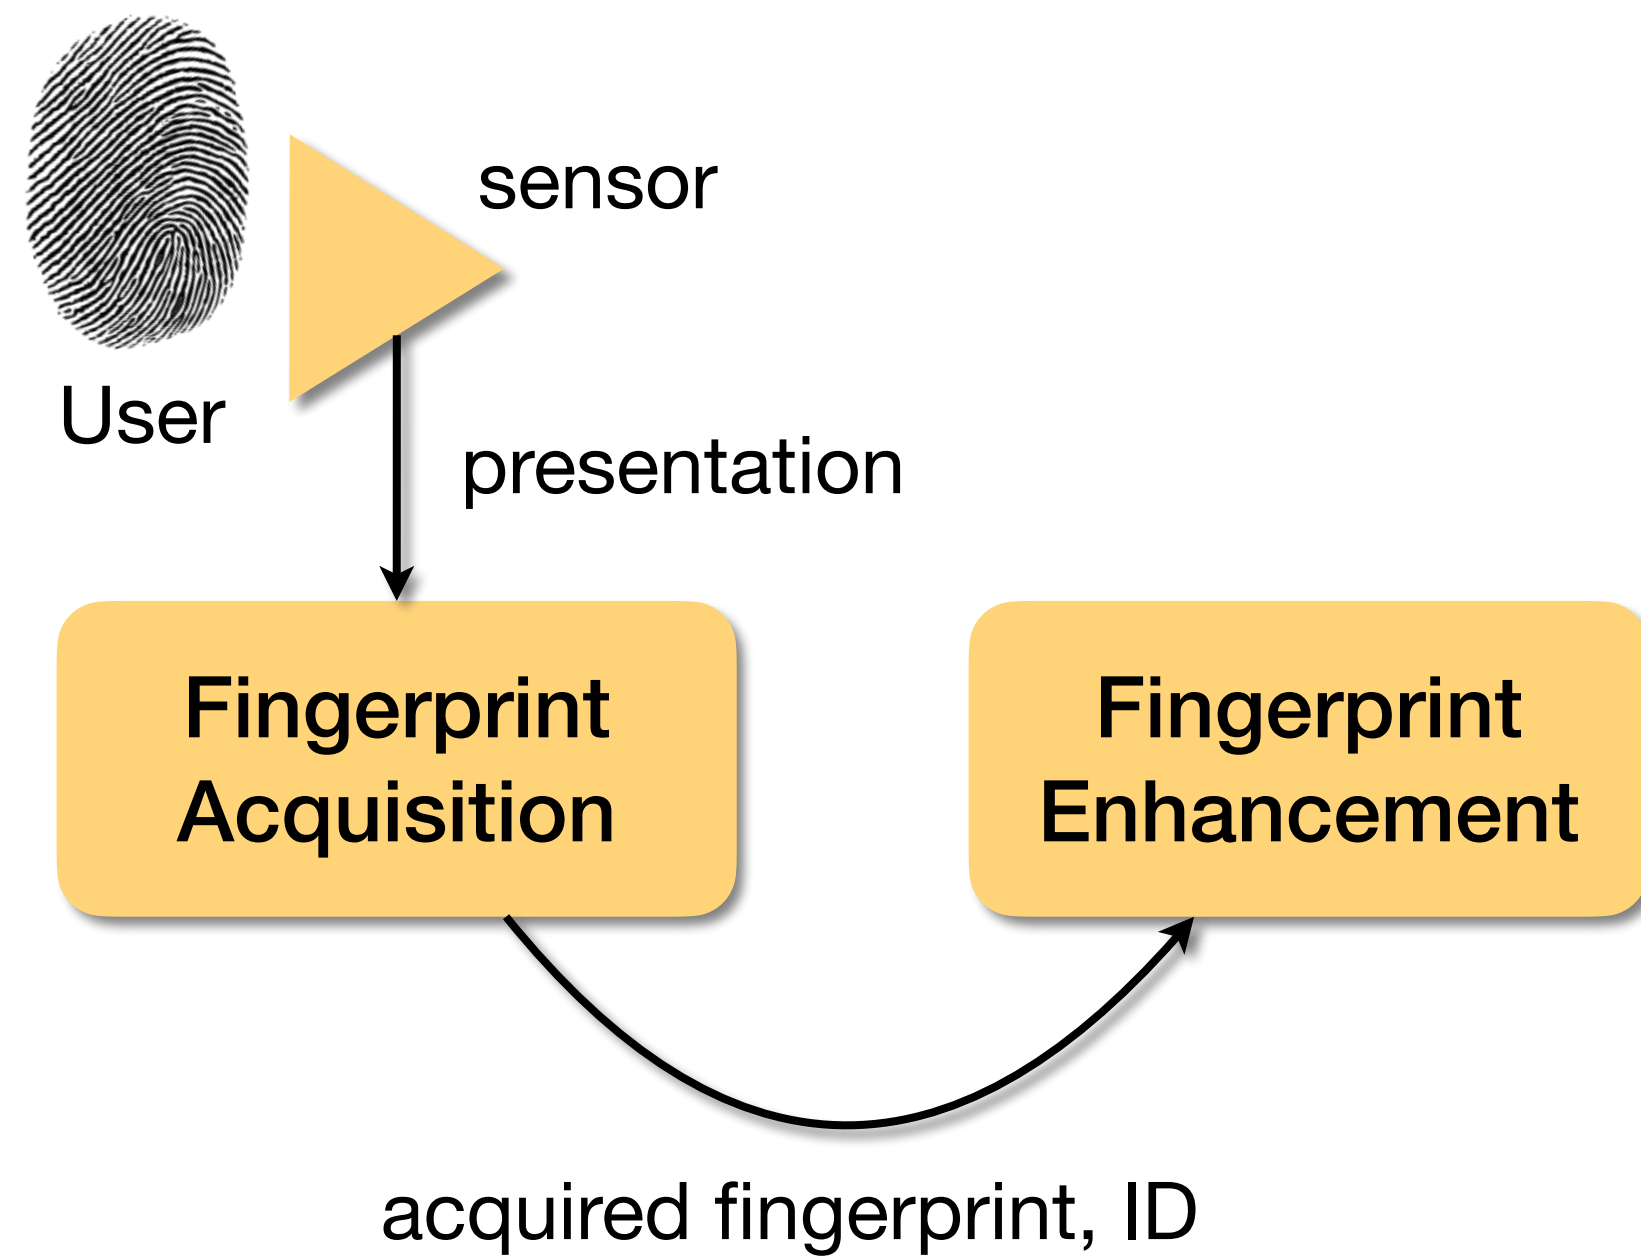 sensor
User
presentation
Fingerprint
Acquisition
Fingerprint
Enhancement
acquired fingerprint, ID